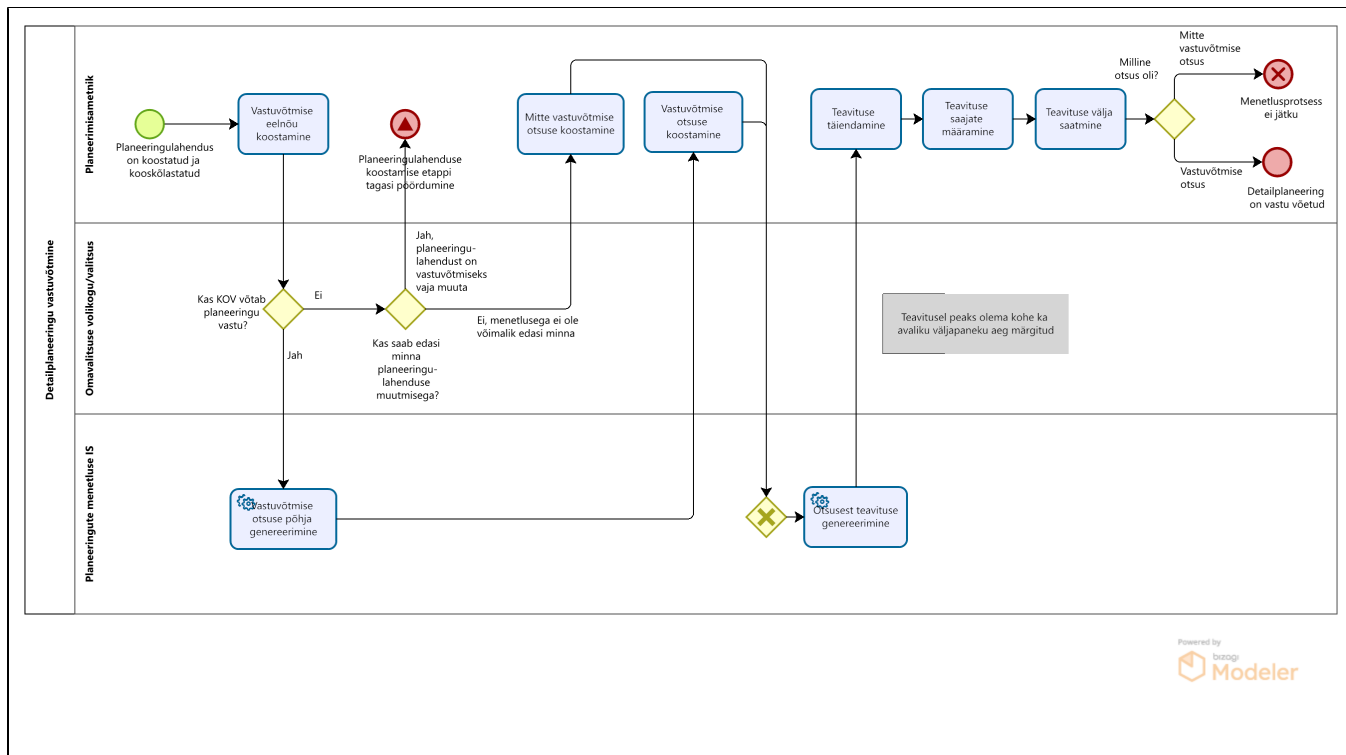 Detailplaneeringu vastuvõtmine
Planeerimisametnik
Planeeringulahendus
on koostatud ja
kooskõlastatud
Vastuvõtmise
eelnõu
koostamine
Planeeringulahenduse
koostamise etappi
tagasi pöördumine
Mitte vastuvõtmise
otsuse koostamine
Vastuvõtmise
otsuse
koostamine
Teavituse
täiendamine
Teavituse
saajate
määramine
Teavituse välja
saatmine
Milline
otsus oli?
Mitte
vastuvõtmise
otsus
Menetlusprotsess
ei jätku
Vastuvõtmise
otsus
Detailplaneering
on vastu võetud
Omavalitsuse volikogu/valitsus
Kas KOV võtab
planeeringu
vastu?
Ei
Jah
Jah,
planeeringu-
lahendust on
vastuvõtmiseks
vaja muuta
Kas saab edasi
minna
planeeringu-
lahenduse
muutmisega?
Ei, menetlusega ei ole
võimalik edasi minna
Teavitusel peaks olema kohe ka
avaliku väljapaneku aeg märgitud
Planeeringute menetluse IS
Vastuvõtmise
otsuse põhja
genereerimine
Otsusest teavituse
genereerimine
Powered by
bizagi
Modeler